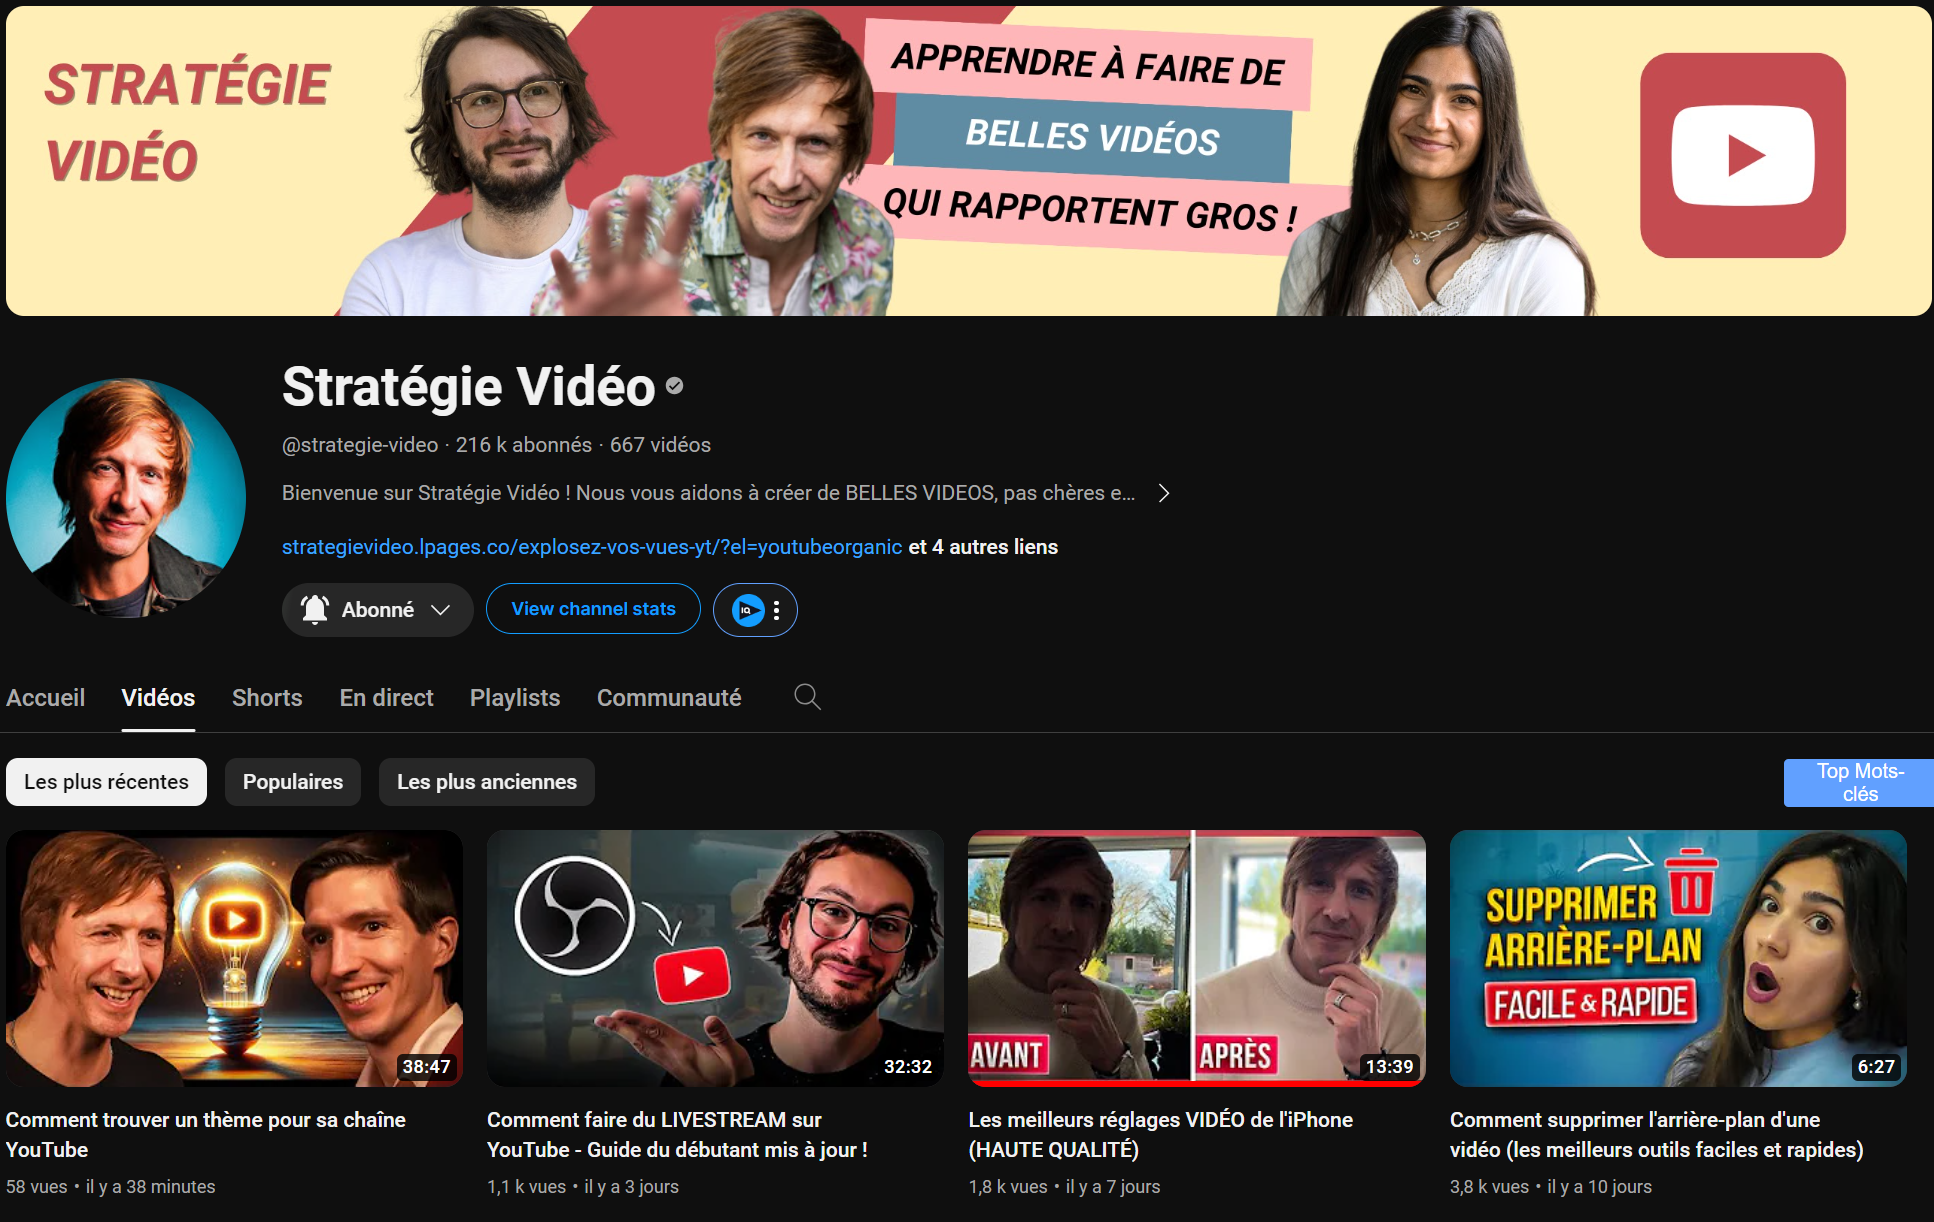 STRATÉGIE
VIDÉO
APPRENDRE À FAIRE DE
BELLES VIDÉOS
QUI RAPPORTENT GROS !
Stratégie Vidéo
@strategie-video · 216 k abonnés · 667 vidéos
Bienvenue sur Stratégie Vidéo ! Nous vous aidons à créer de BELLES VIDEOS, pas chères e...
strategievideo.lpages.co/explosez-vos-vues-yt/?el=youtubeorganic et 4 autres liens
Abonné
View channel stats
IQ
Accueil Vidéos Shorts En direct Playlists Communauté
Les plus récentes Populaires Les plus anciennes
Top Mots-
clés
38:47
32:32
AVANT
APRÈS
13:39
SUPPRIMER
ARRIÈRE-PLAN
FACILE & RAPIDE
6:27
Comment trouver un thème pour sa chaîne
YouTube
58 vues • il y a 38 minutes
Comment faire du LIVESTREAM sur
YouTube - Guide du débutant mis à jour !
1,1 k vues • il y a 3 jours
Les meilleurs réglages VIDÉO de l'iPhone
(HAUTE QUALITÉ)
1,8 k vues • il y a 7 jours
Comment supprimer l'arrière-plan d'une
vidéo (les meilleurs outils faciles et rapides)
3,8 k vues • il y a 10 jours